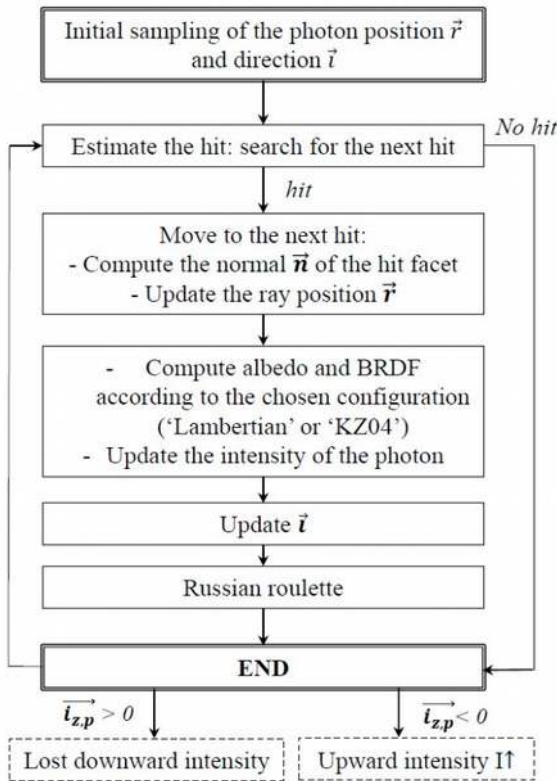 Initial sampling of the photon position r⃗
and direction i⃗
Estimate the hit: search for the next hit
No hit
hit
Move to the next hit:
- Compute the normal n⃗ of the hit facet
- Update the ray position r⃗
- Compute albedo and BRDF
according to the chosen configuration
(‘Lambertian’ or ‘KZ04’)
- Update the intensity of the photon
Update i⃗
Russian roulette
END
i_{z,p}⃗ > 0
i_{z,p}⃗ < 0
Lost downward intensity
Upward intensity I↑